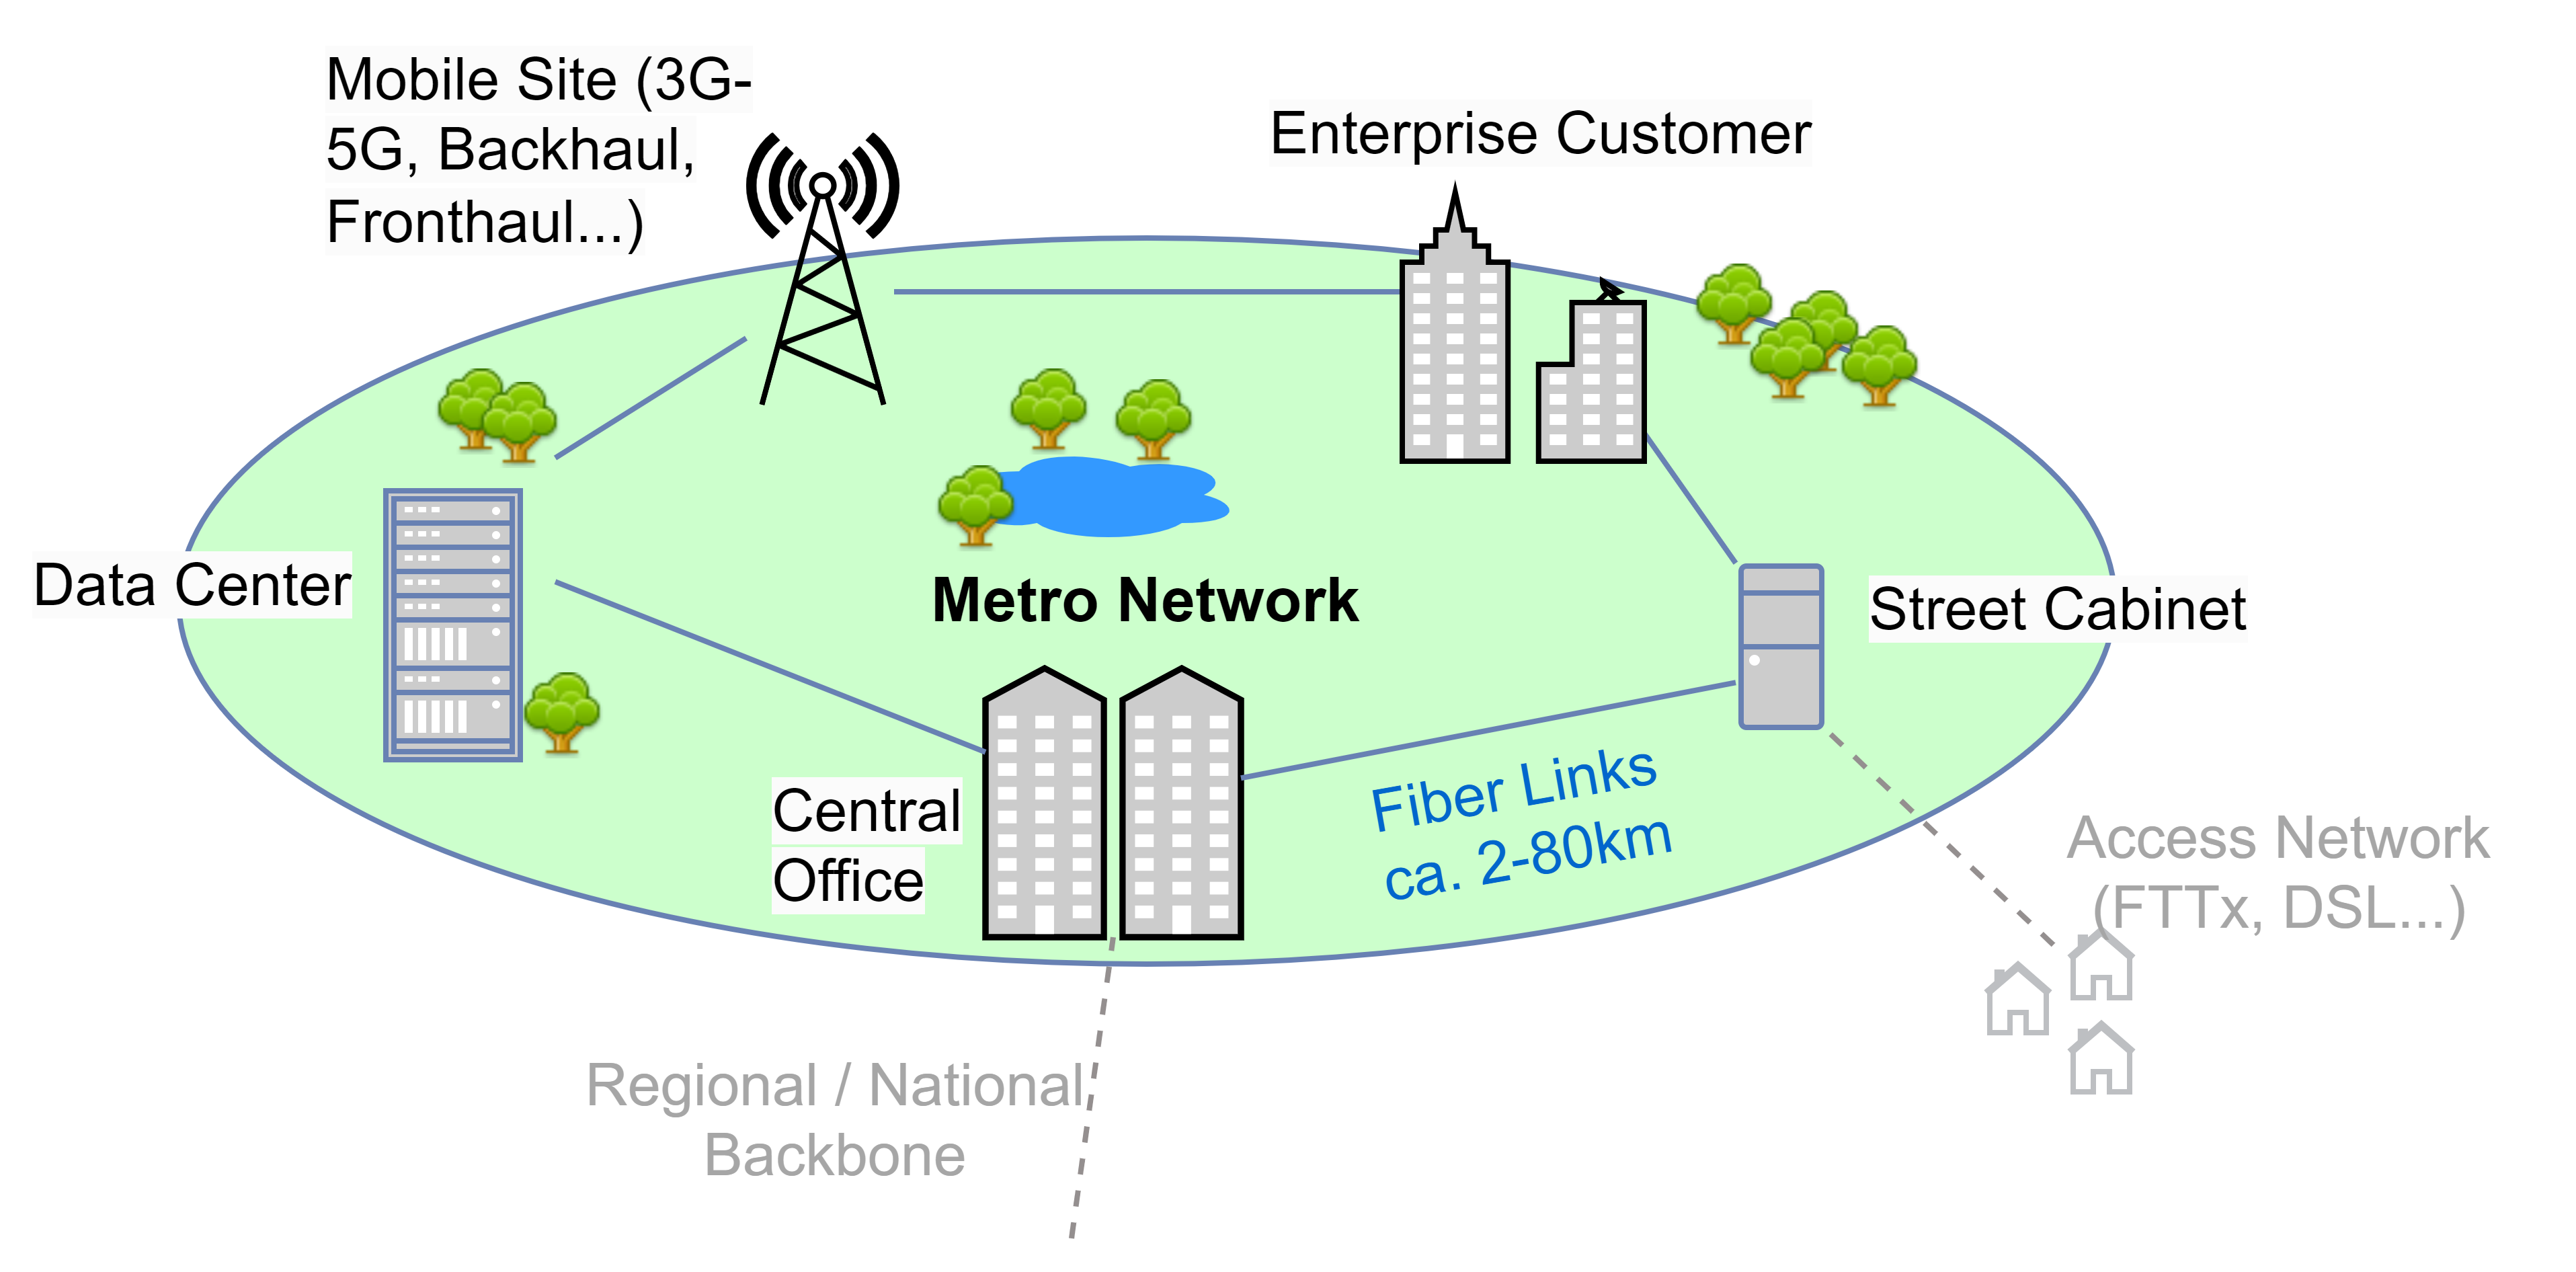 Mobile Site (3G-
5G, Backhaul,
Fronthaul...)
Enterprise Customer
Data Center
Metro Network
Street Cabinet
Central
Office
Fiber Links
ca. 2-80km
Access Network
(FTTx, DSL...)
Regional / National
Backbone